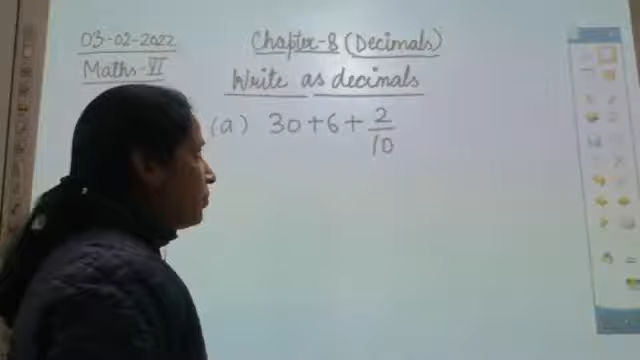 03-02-2022 Chapter-8 (Decimals)
Maths-VI
Write as decimals
(a) 30+6+2/10